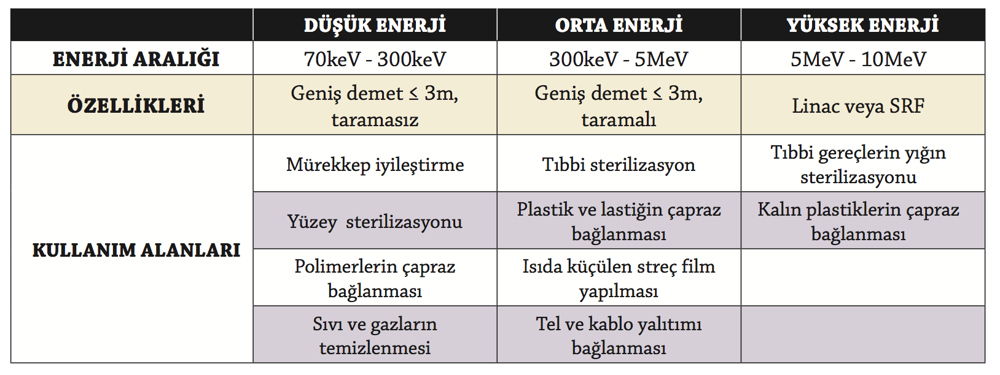 DÜŞÜK ENERJİ ORTA ENERJİ YÜKSEK ENERJİ
ENERJİ ARALIĞI 70keV - 300keV 300keV - 5MeV 5MeV - 10MeV
ÖZELLİKLERİ
Geniş demet ≤ 3m,
taramasız
Geniş demet ≤ 3m,
taramalı
Linac veya SRF
KULLANIM ALANLARI
Mürekkep iyileştirme
Tıbbi sterilizasyon
Tıbbi gereçlerin yığın
sterilizasyonu
Yüzey  sterilizasyonu
Plastik ve lastiğin çapraz
bağlanması
Kalın plastiklerin çapraz
bağlanması
Polimerlerin çapraz
bağlanması
Isıda küçülen streç film
yapılması
Sıvı ve gazların
temizlenmesi
Tel ve kablo yalıtımı
bağlanması